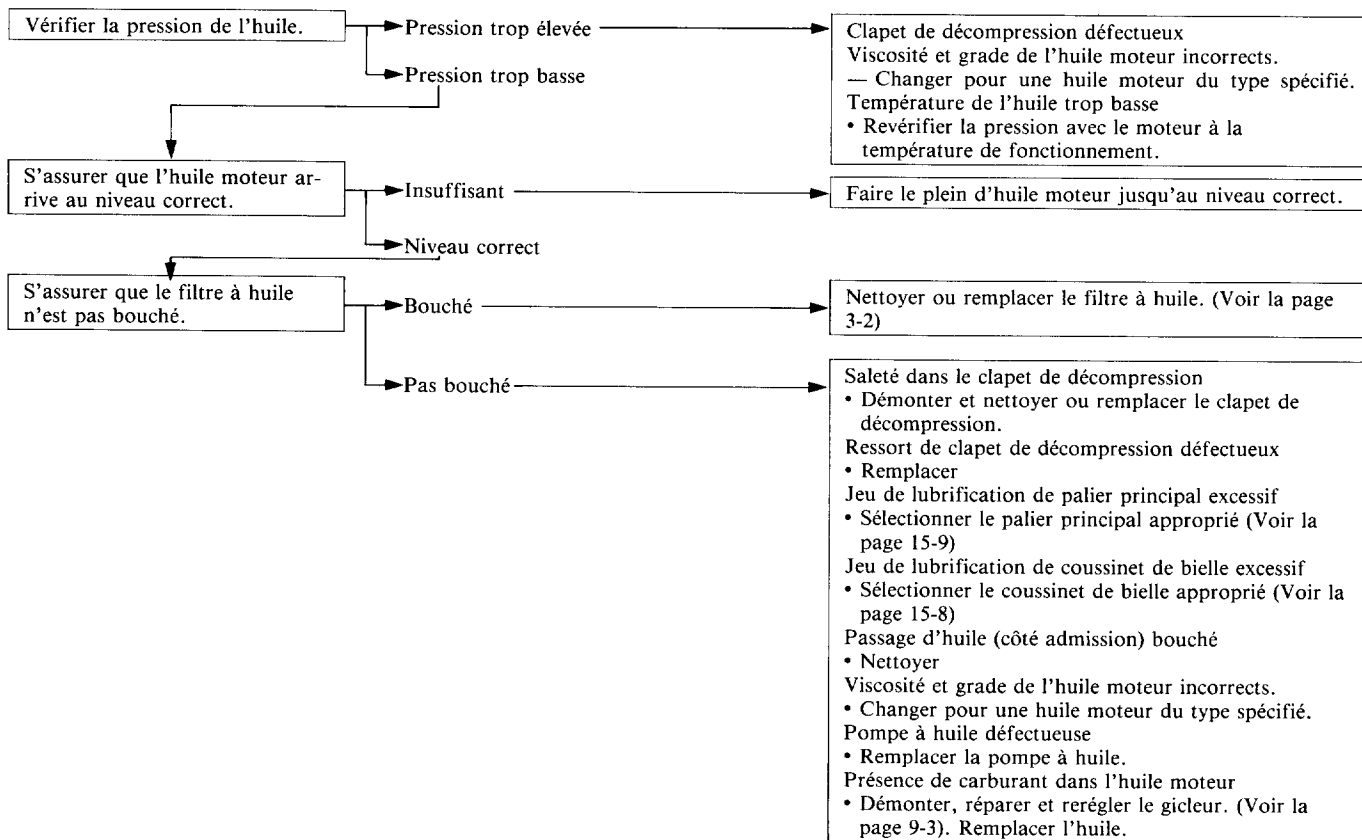 Vérifier la pression de l'huile.
Pression trop élevée
Pression trop basse
Clapet de décompression défectueux
Viscosité et grade de l'huile moteur incorrects.
— Changer pour une huile moteur du type spécifié.
Température de l'huile trop basse
• Revérifier la pression avec le moteur à la
température de fonctionnement.
S'assurer que l'huile moteur ar-
rive au niveau correct.
Insuffisant
Niveau correct
Faire le plein d'huile moteur jusqu'au niveau correct.
S'assurer que le filtre à huile
n'est pas bouché.
Bouché
Nettoyer ou remplacer le filtre à huile. (Voir la page
3-2)
Pas bouché
Saleté dans le clapet de décompression
• Démonter et nettoyer ou remplacer le clapet de
décompression.
Ressort de clapet de décompression défectueux
• Remplacer
Jeu de lubrification de palier principal excessif
• Sélectionner le palier principal approprié (Voir la
page 15-9)
Jeu de lubrification de coussinet de bielle excessif
• Sélectionner le coussinet de bielle approprié (Voir la
page 15-8)
Passage d'huile (côté admission) bouché
• Nettoyer
Viscosité et grade de l'huile moteur incorrects.
• Changer pour une huile moteur du type spécifié.
Pompe à huile défectueuse
• Remplacer la pompe à huile.
Présence de carburant dans l'huile moteur
• Démonter, réparer et rerégler le gicleur. (Voir la
page 9-3). Remplacer l'huile.